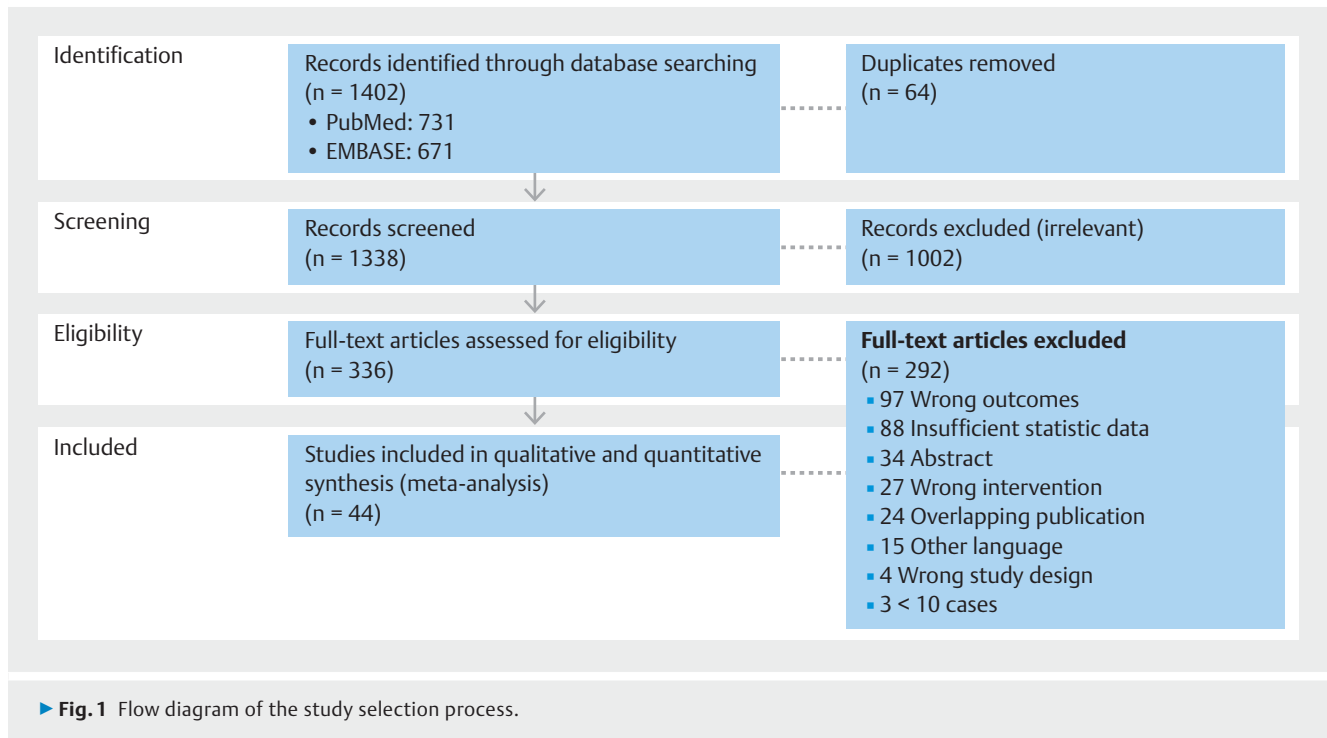 Identification
Records identified through database searching
(n = 1402)
• PubMed: 731
• EMBASE: 671
Duplicates removed
(n = 64)
Screening
Records screened
(n = 1338)
Records excluded (irrelevant)
(n = 1002)
Eligibility
Full-text articles assessed for eligibility
(n = 336)
Full-text articles excluded
(n = 292)
▪ 97 Wrong outcomes
▪ 88 Insufficient statistic data
▪ 34 Abstract
▪ 27 Wrong intervention
▪ 24 Overlapping publication
▪ 15 Other language
▪ 4 Wrong study design
▪ 3 < 10 cases
Included
Studies included in qualitative and quantitative
synthesis (meta-analysis)
(n = 44)
▶ Fig. 1 Flow diagram of the study selection process.